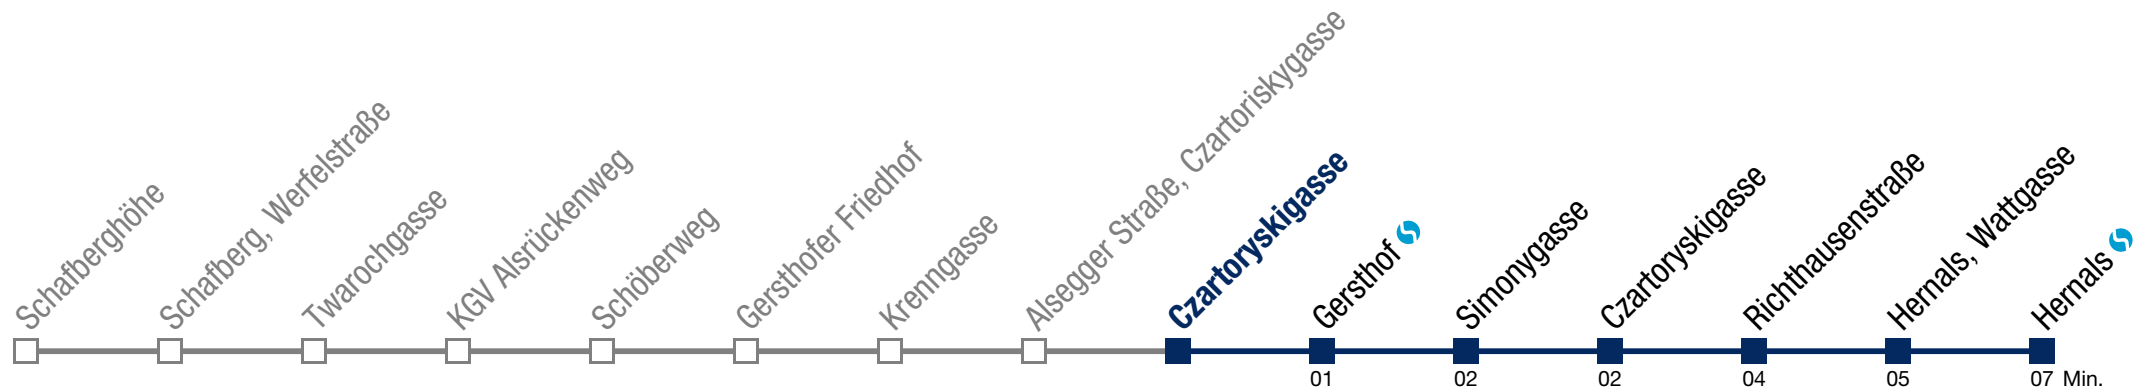 Schafberghöhe
Schafberg, Werfelstraße
Twarochgasse
KGV Alsrückenweg
Schöberweg
Gersthofer Friedhof
Krenngasse
Alsegger Straße, Czartoriskygasse
Czartoryskigasse
Gersthof
Simonygasse
Czartoryskigasse
Richthausenstraße
Hernals, Wattgasse
Hernals
01 02 02 04 05 07 Min.